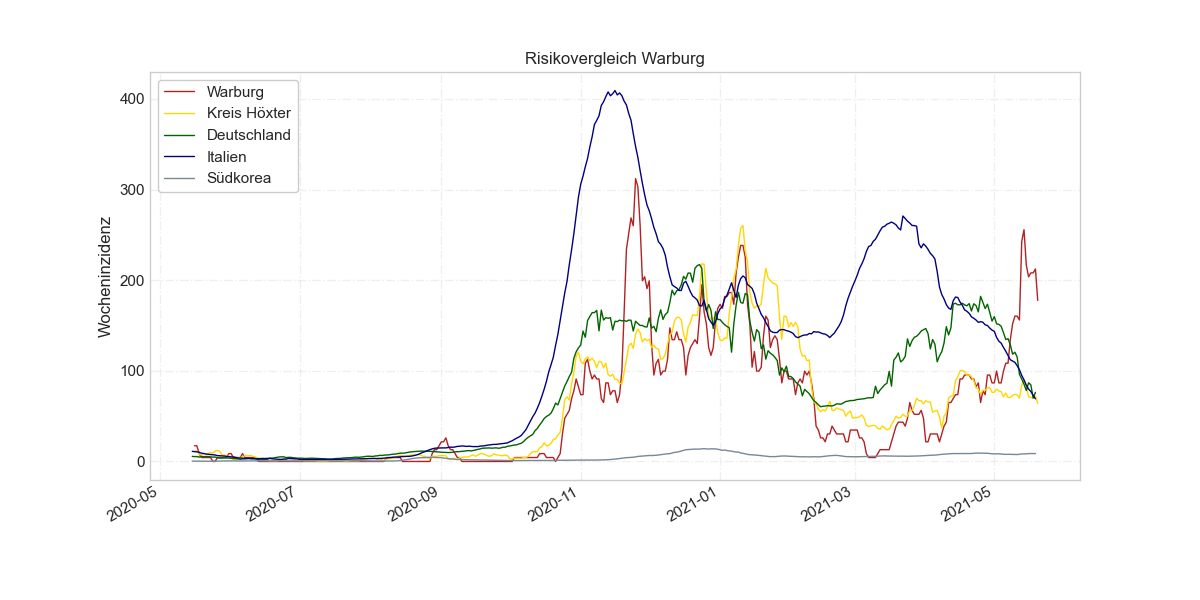 Risikovergleich Warburg
Warburg
Kreis Höxter
Deutschland
Italien
Südkorea
Wocheninzidenz
400
300
200
100
0
2020-05
2020-07
2020-09
2020-11
2021-01
2021-03
2021-05